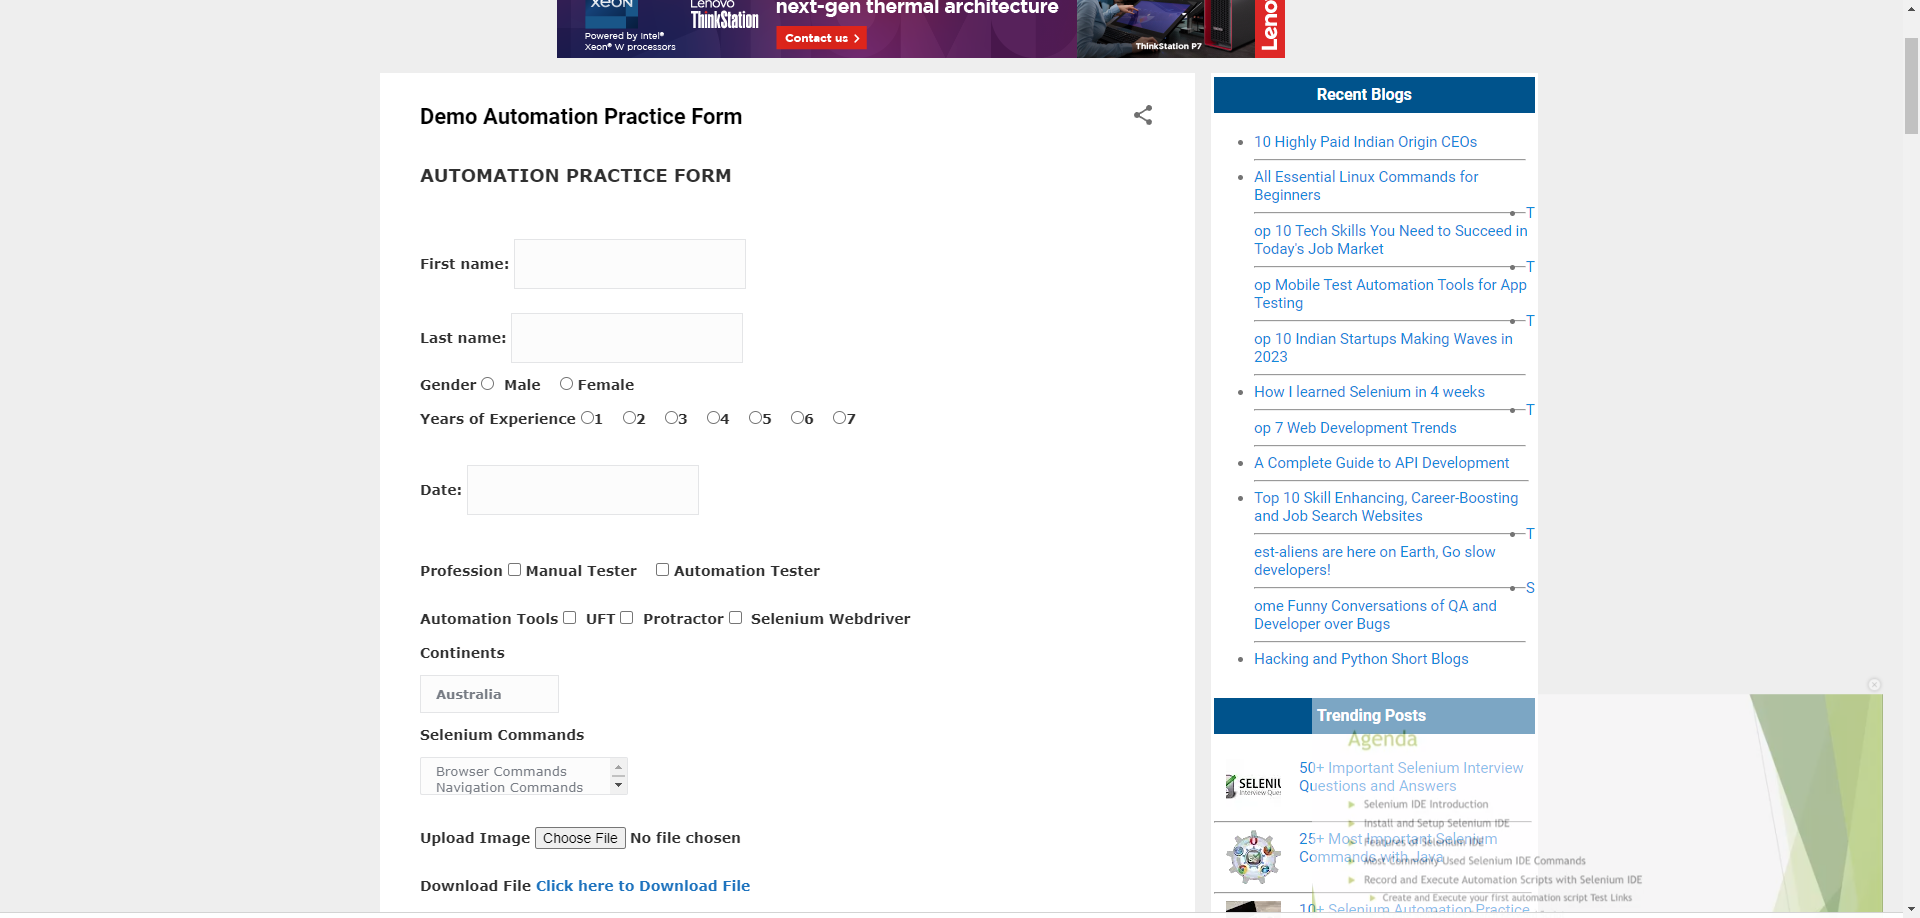 XEON
Powered by Intel®
Xeon® W processors
Lenovo
ThinkStation
next-gen thermal architecture
Contact us >
ThinkStation P7
Lenovo
Demo Automation Practice Form
AUTOMATION PRACTICE FORM
First name:
Last name:
Gender Male Female
Years of Experience 1 2 3 4 5 6 7
Date:
Profession Manual Tester Automation Tester
Automation Tools UFT Protractor Selenium Webdriver
Continents
Australia
Selenium Commands
Browser Commands
Navigation Commands
Upload Image Choose File No file chosen
Download File Click here to Download File
Recent Blogs
10 Highly Paid Indian Origin CEOs
All Essential Linux Commands for
Beginners
T
op 10 Tech Skills You Need to Succeed in
Today's Job Market
T
op Mobile Test Automation Tools for App
Testing
T
op 10 Indian Startups Making Waves in
2023
How I learned Selenium in 4 weeks
T
op 7 Web Development Trends
A Complete Guide to API Development
Top 10 Skill Enhancing, Career-Boosting
and Job Search Websites
T
est-aliens are here on Earth, Go slow
developers!
S
ome Funny Conversations of QA and
Developer over Bugs
Hacking and Python Short Blogs
Trending Posts
SELENIU
Interview Ques
50+ Important Selenium Interview
Questions and Answers
25+ Most Important Selenium
Commands with Java
10+ Selenium Automation Practice
Agenda
Selenium IDE Introduction
Install and Setup Selenium IDE
Features of Selenium IDE
Most Commonly Used Selenium IDE Commands
Record and Execute Automation Scripts with Selenium IDE
Create and Execute your first automation script Test Links